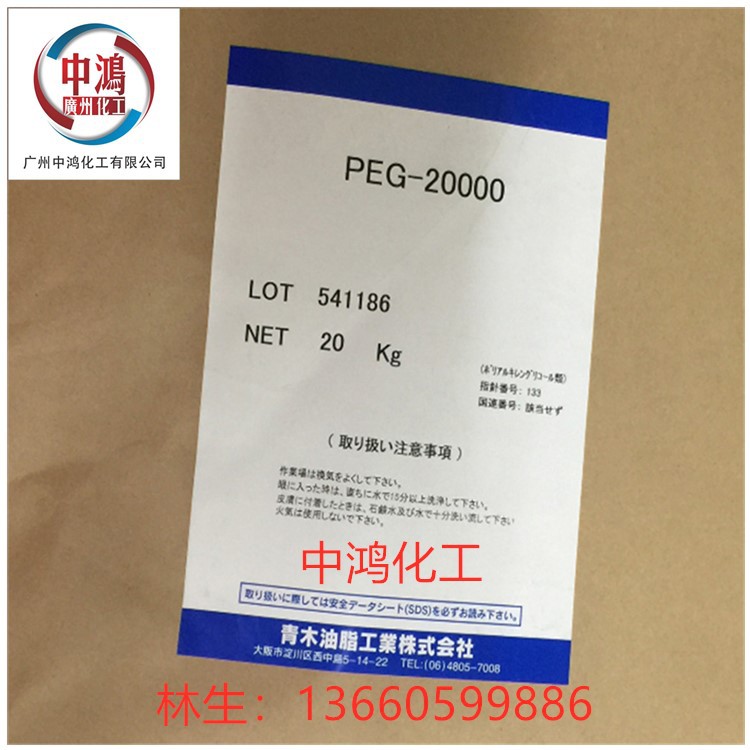 中鸿
廣州化工
广州中鸿化工有限公司
PEG-20000
LOT 541186
NET 20 Kg
(ポリアルキレングリコール類)
指針番号: 133
国連番号: 該当せず
( 取り扱い注意事項 )
作業場は換気をよくして下さい。
眼に入った時は、直ちに水で15分以上洗浄して下さい。
皮膚に付着したときは、石鹸水及び水で十分洗い流して下さい
火気は使用しないで下さい。
中鸿化工
取り扱いに際しては安全データシート(SDS)を必ずお読み下さい。
青木油脂工業株式会社
大阪市淀川区西中島5-14-22 TEL:(06)4805-7008
林生：13660599886